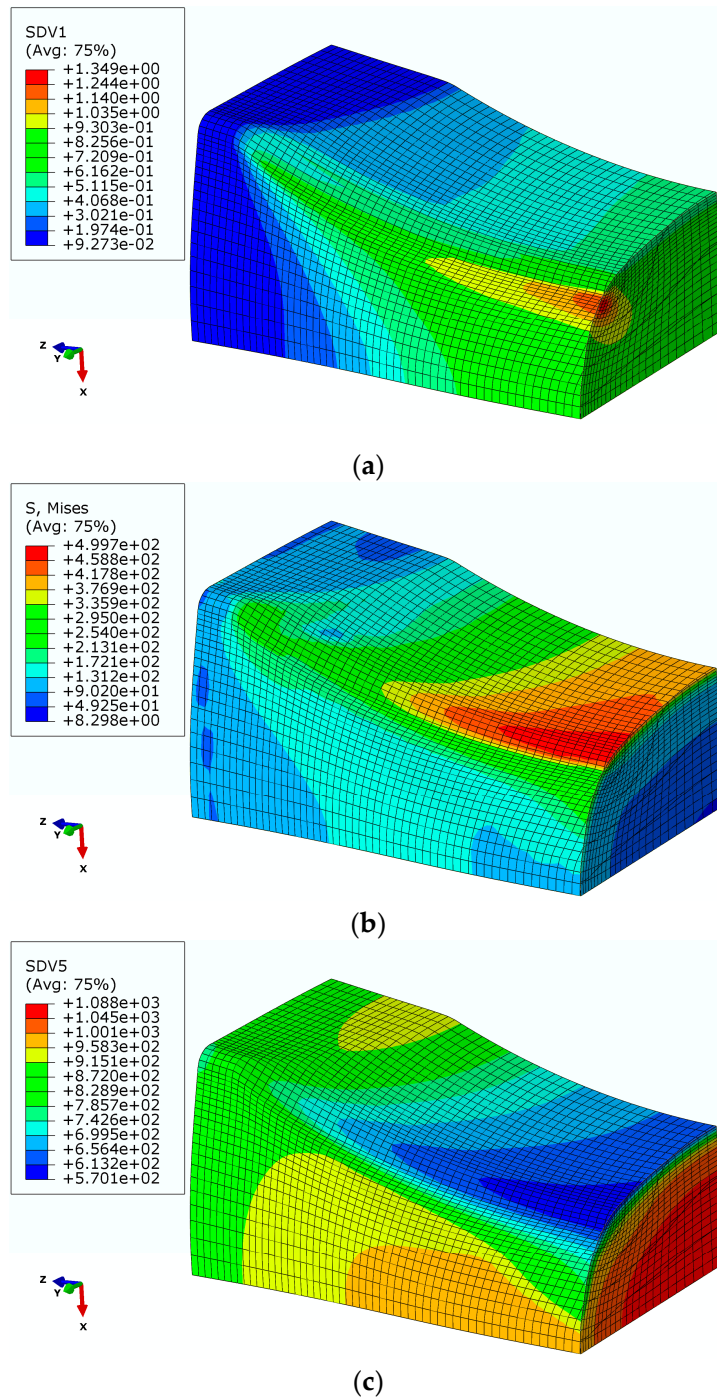 SDV1
(Avg: 75%)
+1.349e+00
+1.244e+00
+1.140e+00
+1.035e+00
+9.303e-01
+8.256e-01
+7.209e-01
+6.162e-01
+5.115e-01
+4.068e-01
+3.021e-01
+1.974e-01
+9.273e-02
Z
Y
X
(a)
S, Mises
(Avg: 75%)
+4.997e+02
+4.588e+02
+4.178e+02
+3.769e+02
+3.359e+02
+2.950e+02
+2.540e+02
+2.131e+02
+1.721e+02
+1.312e+02
+9.020e+01
+4.925e+01
+8.298e+00
Z
Y
X
(b)
SDV5
(Avg: 75%)
+1.088e+03
+1.045e+03
+1.001e+03
+9.583e+02
+9.151e+02
+8.720e+02
+8.289e+02
+7.857e+02
+7.426e+02
+6.995e+02
+6.564e+02
+6.132e+02
+5.701e+02
Z
Y
X
(c)